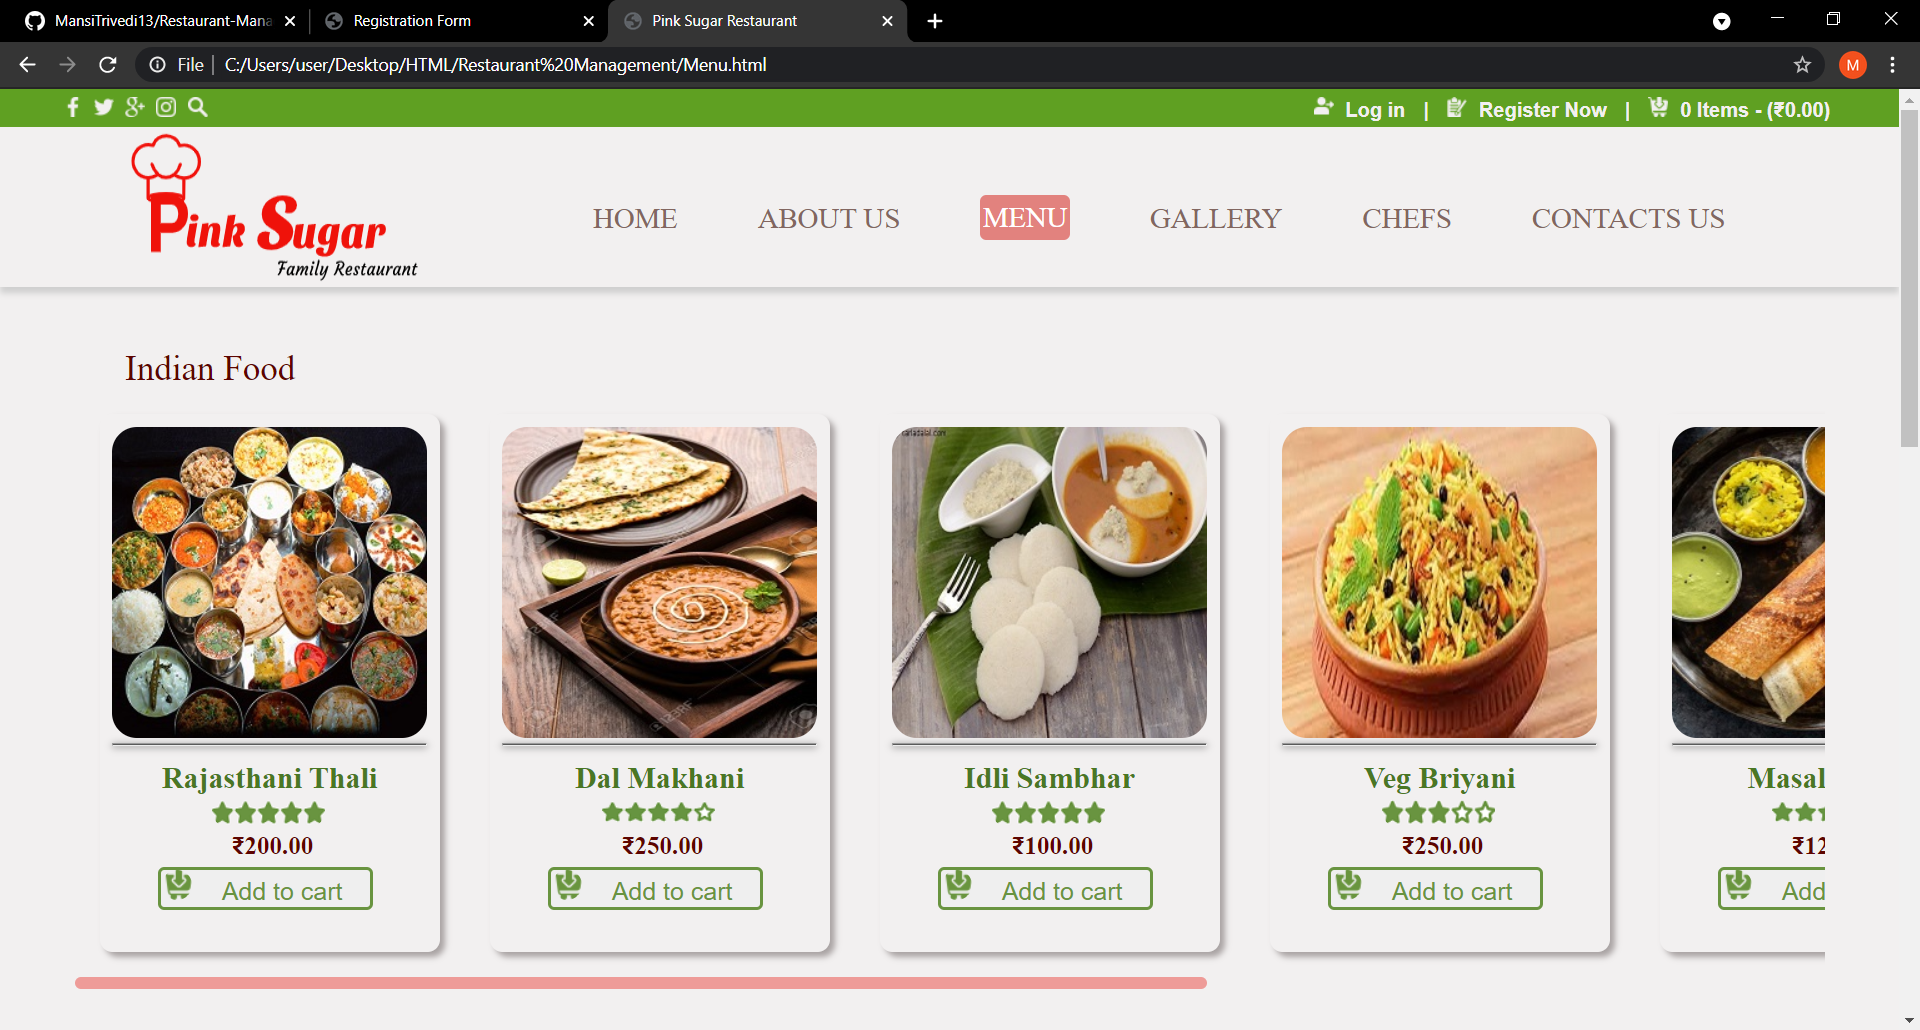 MansiTrivedi13/Restaurant-Mana
Registration Form
Pink Sugar Restaurant
File
C:/Users/user/Desktop/HTML/Restaurant%20Management/Menu.html
M
Log in | Register Now | 0 Items - (₹0.00)
Pink Sugar
Family Restaurant
HOME
ABOUT US
MENU
GALLERY
CHEFS
CONTACTS US
Indian Food
Rajasthani Thali
₹200.00
Add to cart
Dal Makhani
₹250.00
Add to cart
Idli Sambhar
₹100.00
Add to cart
Veg Briyani
₹250.00
Add to cart
Masal
₹12
Add